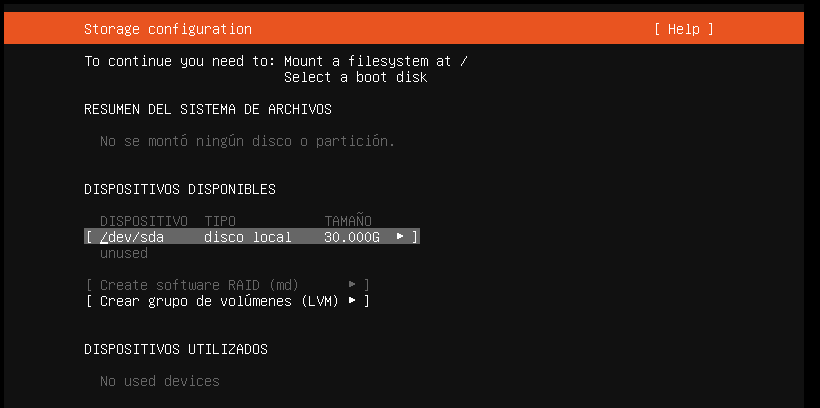 Storage configuration [ Help ]
To continue you need to: Mount a filesystem at /
Select a boot disk
RESUMEN DEL SISTEMA DE ARCHIVOS
No se montó ningún disco o partición.
DISPOSITIVOS DISPONIBLES
DISPOSITIVO TIPO TAMAÑO
[ /dev/sda disco local 30.000G ▸ ]
unused
[ Create software RAID (md) ▸ ]
[ Crear grupo de volúmenes (LVM) ▸ ]
DISPOSITIVOS UTILIZADOS
No used devices